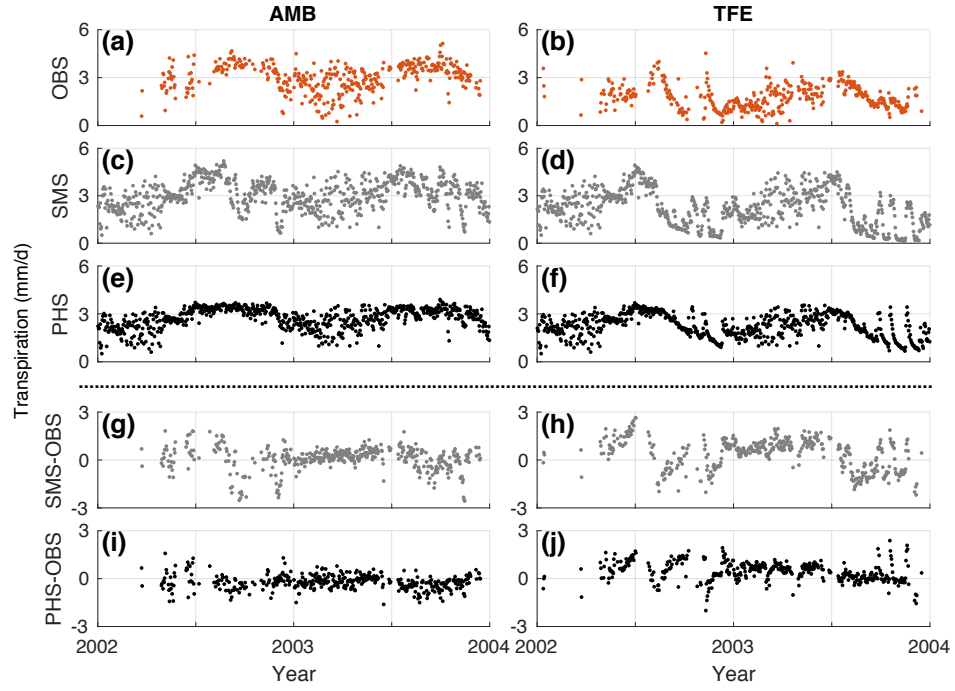 AMB TFE
(a) (b)
6 6
OBS
3 3
0 0
(c) (d)
6 6
SMS
3 3
0 0
(e) (f)
6 6
PHS
3 3
0 0
Transpiration (mm/d)
(g) (h)
3 3
SMS-OBS
0 0
-3 -3
(i) (j)
3 3
PHS-OBS
0 0
-3 -3
2002 2003 2004 2002 2003 2004
Year Year